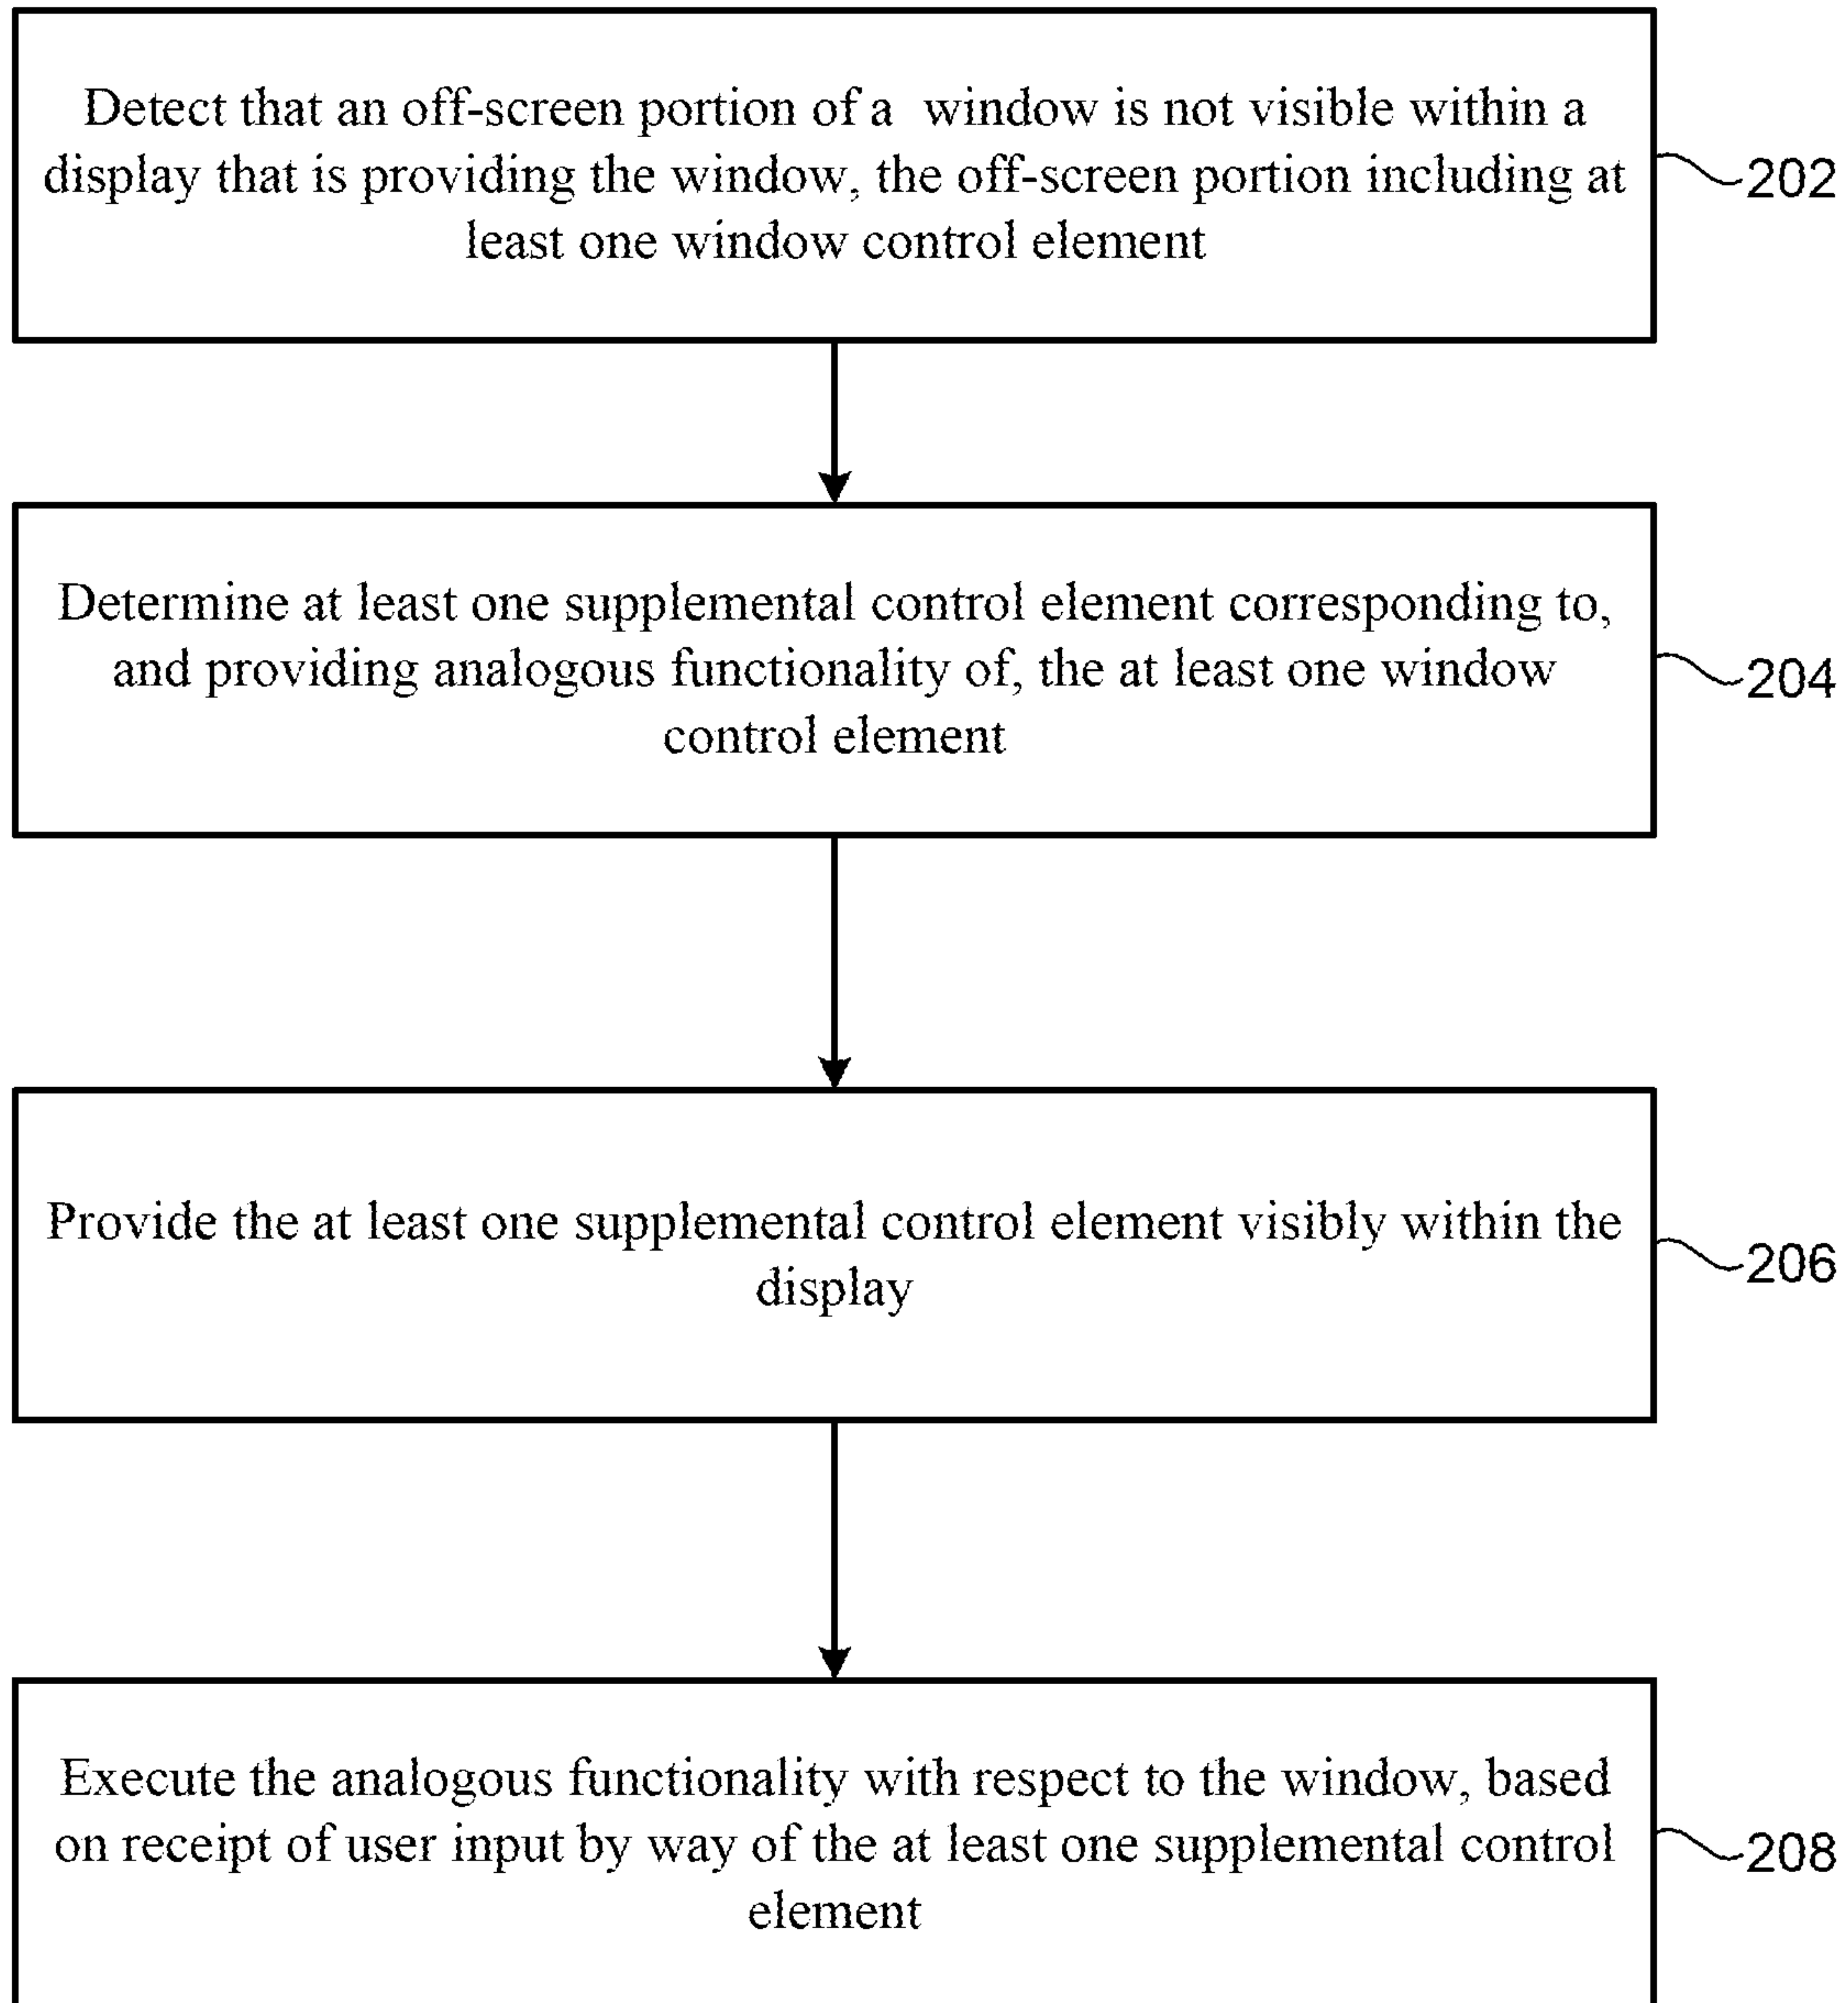 Detect that an off-screen portion of a window is not visible within a
display that is providing the window, the off-screen portion including at
least one window control element
202
Determine at least one supplemental control element corresponding to,
and providing analogous functionality of, the at least one window
control element
204
Provide the at least one supplemental control element visibly within the
display
206
Execute the analogous functionality with respect to the window, based
on receipt of user input by way of the at least one supplemental control
element
208